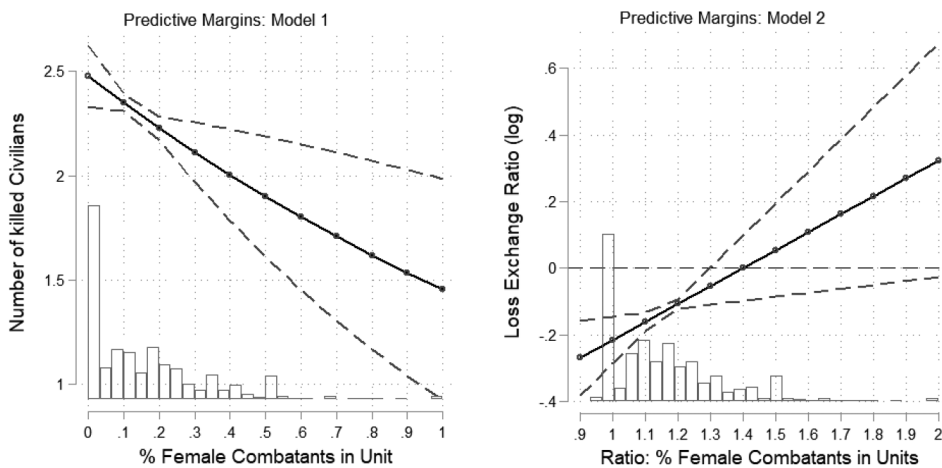 Predictive Margins: Model 1
Number of killed Civilians
2.5
2
1.5
1
0 .1 .2 .3 .4 .5 .6 .7 .8 .9 1
% Female Combatants in Unit
Predictive Margins: Model 2
Loss Exchange Ratio (log)
.6
.4
.2
0
-.2
-.4
.9 1 1.1 1.2 1.3 1.4 1.5 1.6 1.7 1.8 1.9 2
Ratio: % Female Combatants in Units